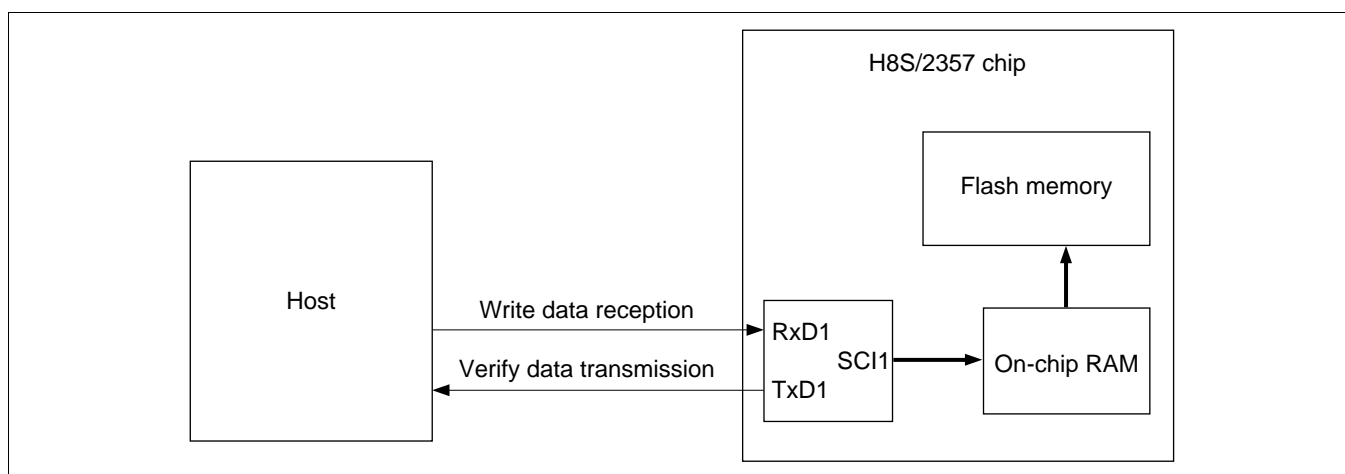 H8S/2357 chip
Flash memory
Host
Write data reception
RxD1
SCI1
On-chip RAM
Verify data transmission
TxD1